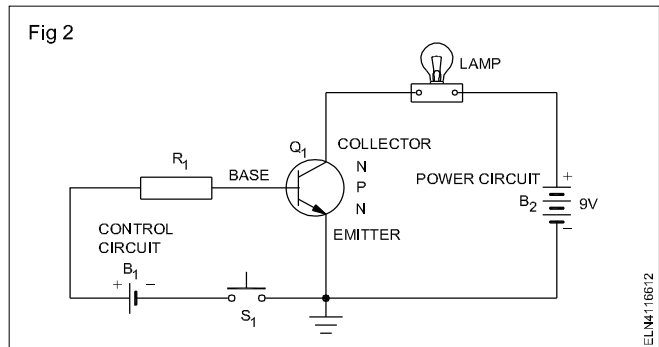 Fig 2
LAMP
Q1
COLLECTOR
R1
BASE
N
P
N
POWER CIRCUIT
+
B2
9V
−
EMITTER
CONTROL
CIRCUIT
B1
+ −
S1
ELN4116612